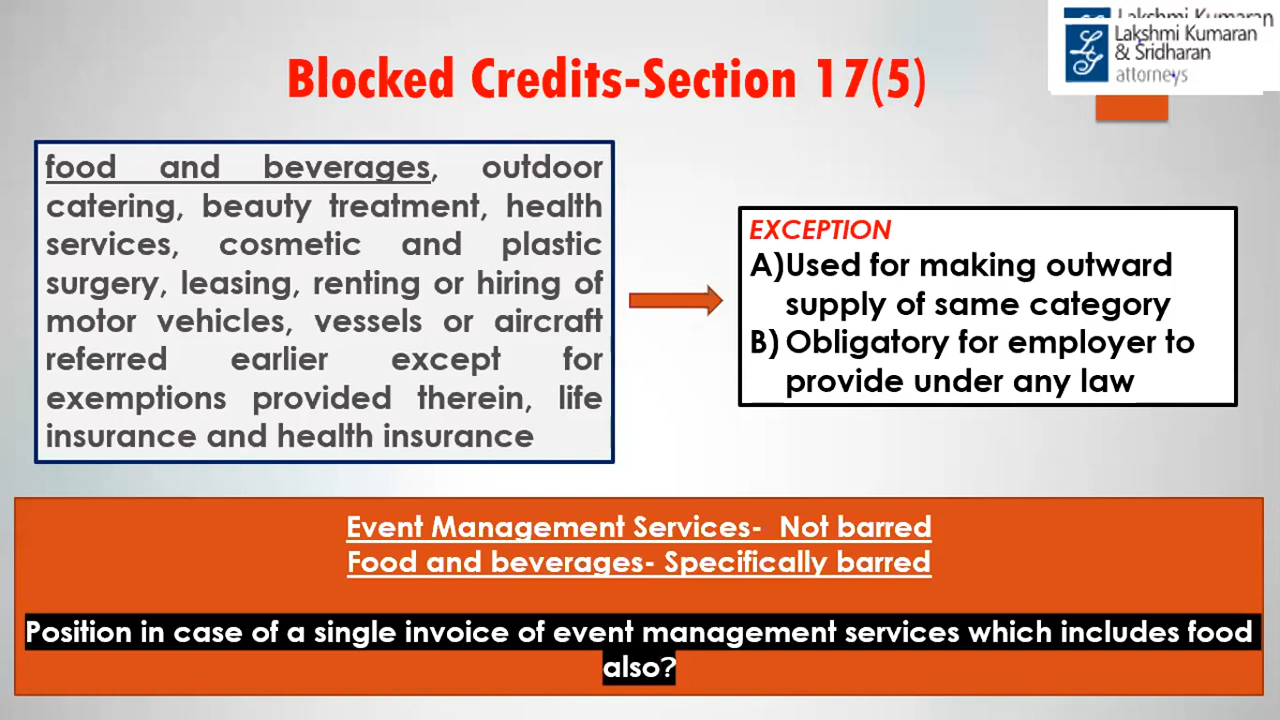 Lakshmi Kumaran
Lakshmi Kumaran
& Sridharan
attorneys
Blocked Credits-Section 17(5)
food and beverages, outdoor
catering, beauty treatment, health
services, cosmetic and plastic
surgery, leasing, renting or hiring of
motor vehicles, vessels or aircraft
referred earlier except for
exemptions provided therein, life
insurance and health insurance
EXCEPTION
A)Used for making outward
supply of same category
B) Obligatory for employer to
provide under any law
Event Management Services- Not barred
Food and beverages- Specifically barred
Position in case of a single invoice of event management services which includes food
also?